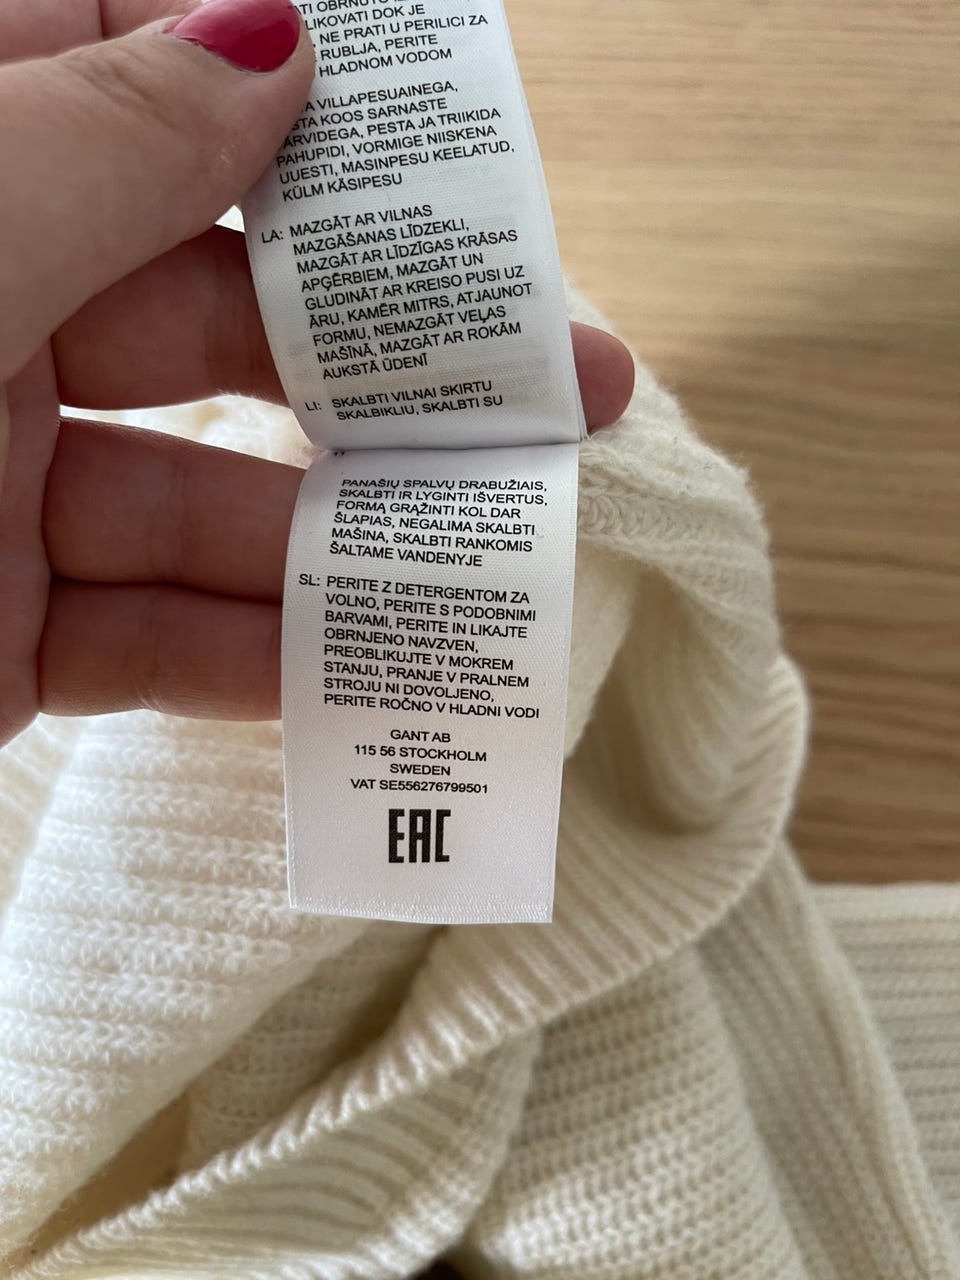 OBRNUTO
LIKOVATI DOK JE
NE PRATI U PERILICI ZA
RUBLJA, PERITE
HLADNOM VODOM
VILLAPESUAINEGA,
KOOS SARNASTE
PESTA JA TRIIKIDA
PAHUPIDI, VORMIGE NIISKENA
UUESTI, MASINPESU KEELATUD,
KÜLM KÄSIPESU
LA: MAZGĀT AR VILNAS
MAZGĀŠANAS LĪDZEKLI,
MAZGĀT AR LĪDZĪGAS KRĀSAS
APĢĒRBIEM, MAZGĀT UN
GLUDINĀT AR KREISO PUSI UZ
ĀRU, KAMĒR MITRS, ATJAUNOT
FORMU, NEMAZGĀT VEĻAS
MAŠĪNĀ, MAZGĀT AR ROKĀM
AUKSTĀ ŪDENĪ
LI: SKALBTI VILNAI SKIRTU
SKALBIKLIU, SKALBTI SU
PANAŠIŲ SPALVŲ DRABUŽIAIS,
SKALBTI IR LYGINTI IŠVERTUS,
FORMĄ GRĄŽINTI KOL DAR
ŠLAPIAS, NEGALIMA SKALBTI
MAŠINA, SKALBTI RANKOMIS
ŠALTAME VANDENYJE
SL: PERITE Z DETERGENTOM ZA
VOLNO, PERITE S PODOBNIMI
BARVAMI, PERITE IN LIKAJTE
OBRNJENO NAVZVEN,
PREOBLIKUJTE V MOKREM
STANJU, PRANJE V PRALNEM
STROJU NI DOVOLJENO,
PERITE ROČNO V HLADNI VODI
GANT AB
115 56 STOCKHOLM
SWEDEN
VAT SE556276799501
EAC